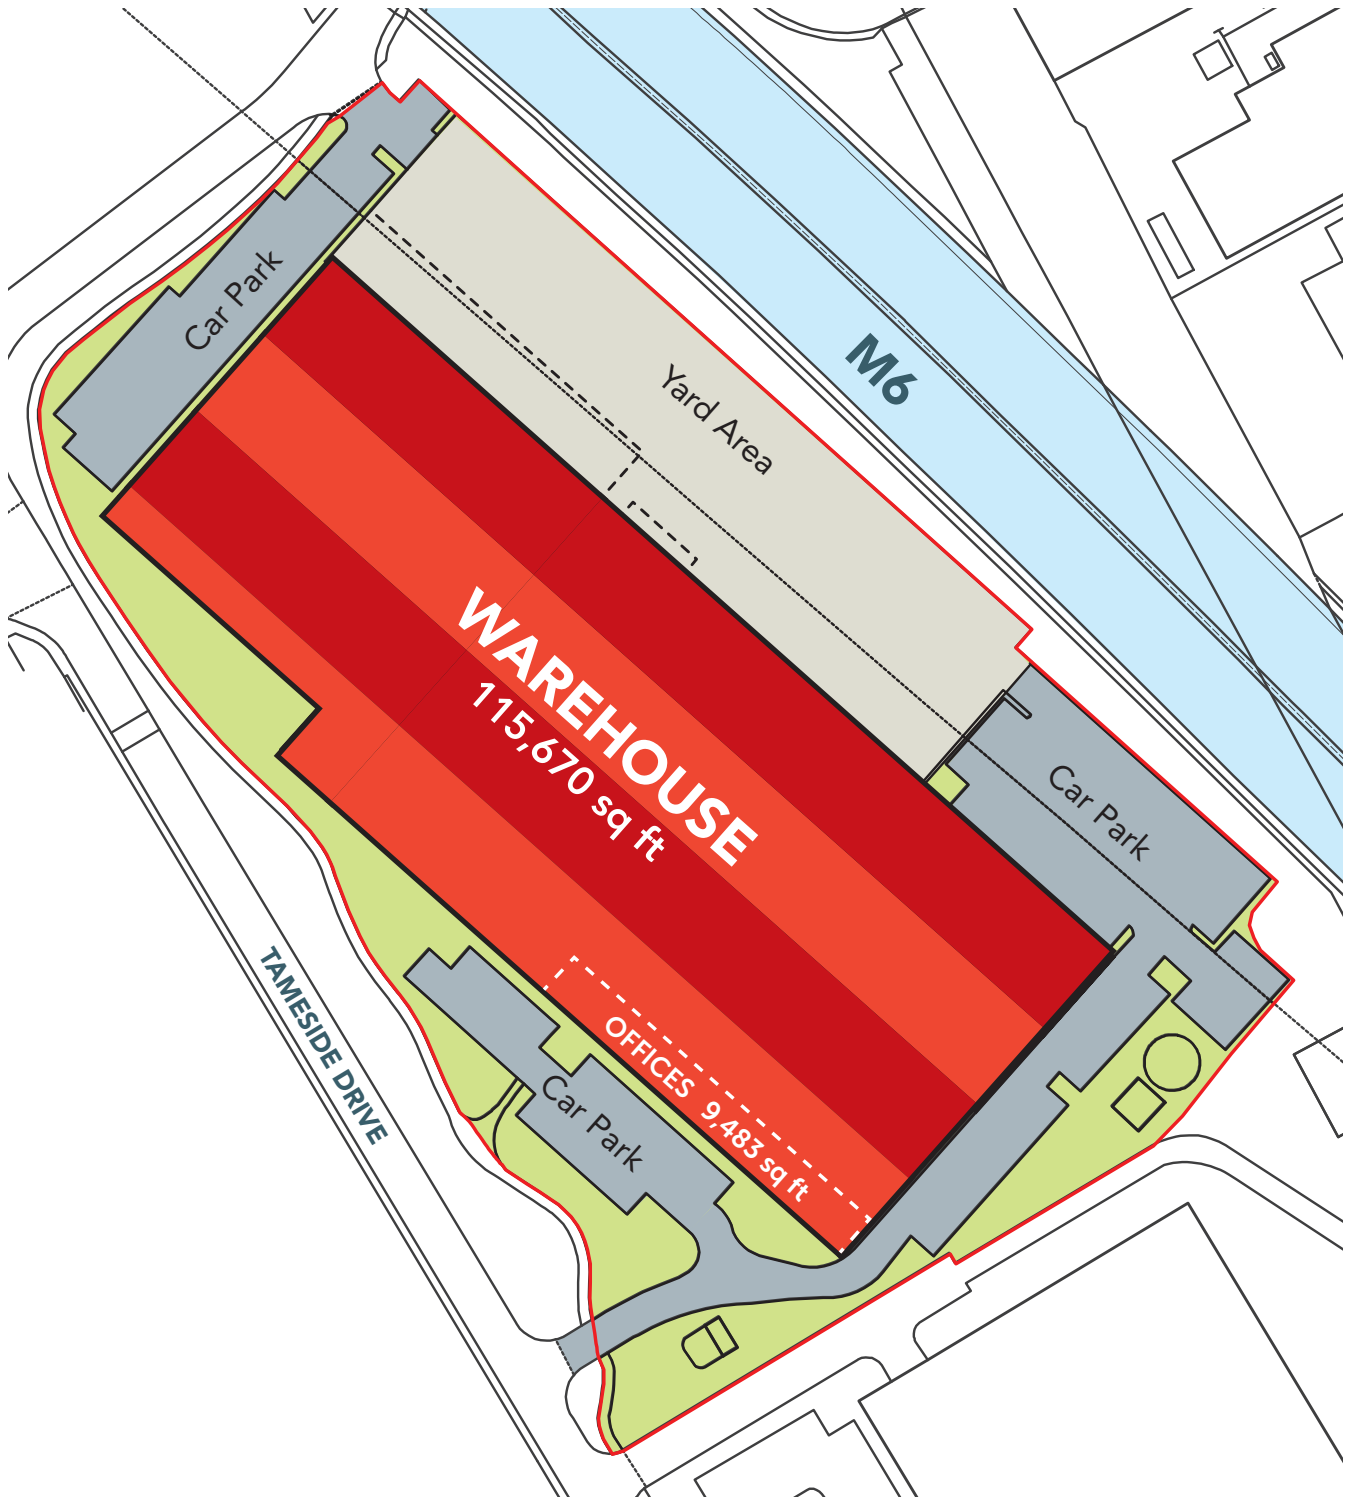 Car Park
M6
Yard Area
WAREHOUSE
115,670 sq ft
Car Park
TAMESIDE DRIVE
OFFICES 9,483 sq ft
Car Park